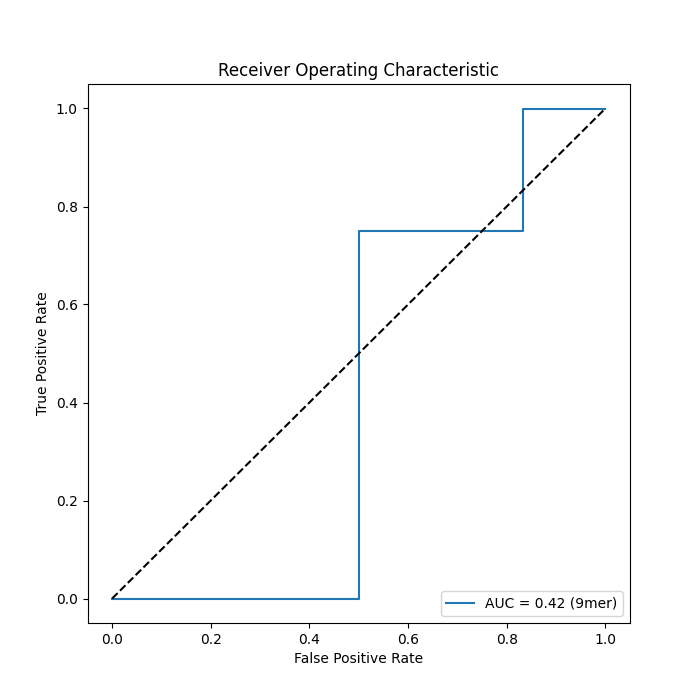 Receiver Operating Characteristic
1.0
0.8
0.6
0.4
0.2
0.0
True Positive Rate
AUC = 0.42 (9mer)
0.0 0.2 0.4 0.6 0.8 1.0
False Positive Rate